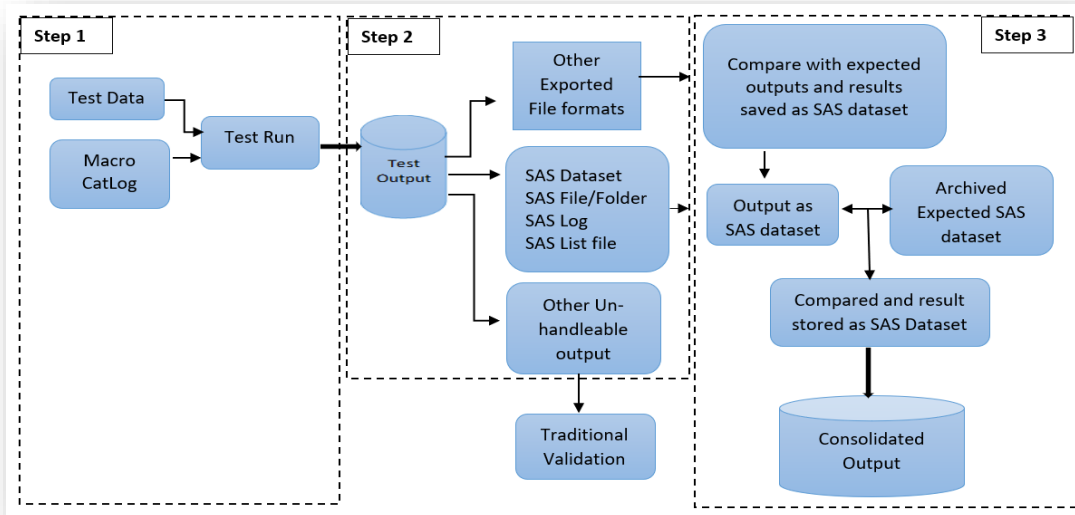 Step 1
Test Data
Macro
CatLog
Test Run
Step 2
Test
Output
Other
Exported
File formats
SAS Dataset
SAS File/Folder
SAS Log
SAS List file
Other Un-
handleable
output
Traditional
Validation
Step 3
Compare with expected
outputs and results
saved as SAS dataset
Output as
SAS dataset
Archived
Expected SAS
dataset
Compared and result
stored as SAS Dataset
Consolidated
Output